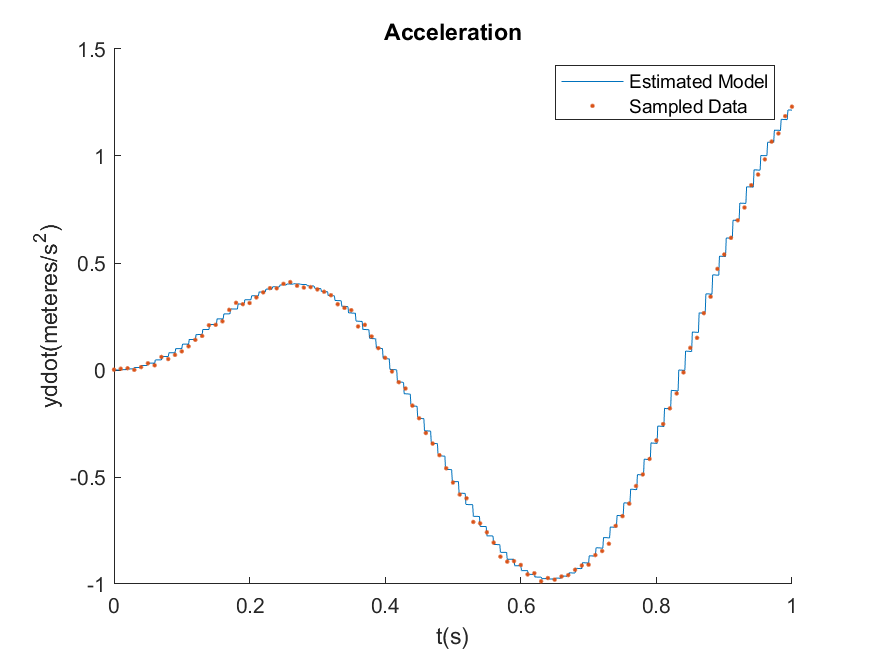 Acceleration
1.5
1
0.5
0
-0.5
-1
yddot(meteres/s²)
Estimated Model
Sampled Data
0
0.2
0.4
0.6
0.8
1
t(s)